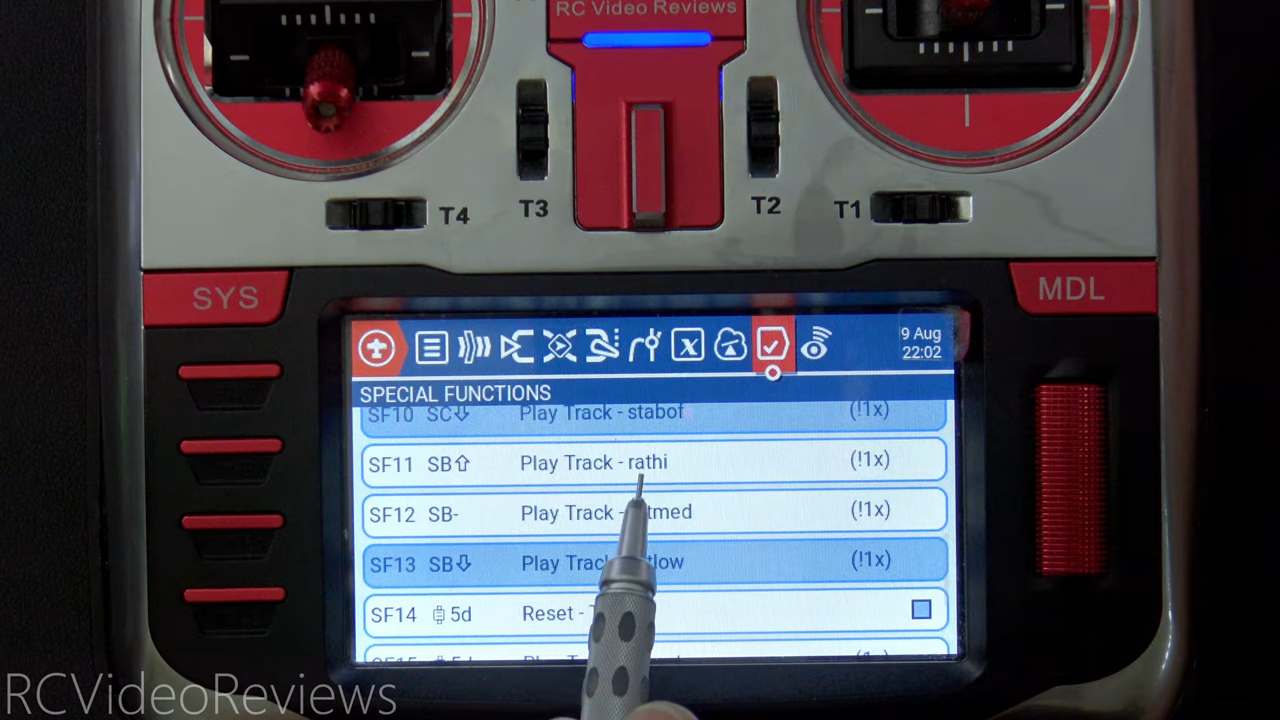 RC Video Reviews
T4
T3
T2
T1
SYS
MDL
9 Aug
22:02
SPECIAL FUNCTIONS
SF10 SC⇩ Play Track - stabof (!1x)
SF11 SB⇧ Play Track - rathi (!1x)
SF12 SB- Play Track (!1x)
SF13 SB⇩ Play (!1x)
SF14 5d Reset -
RCVideoReviews